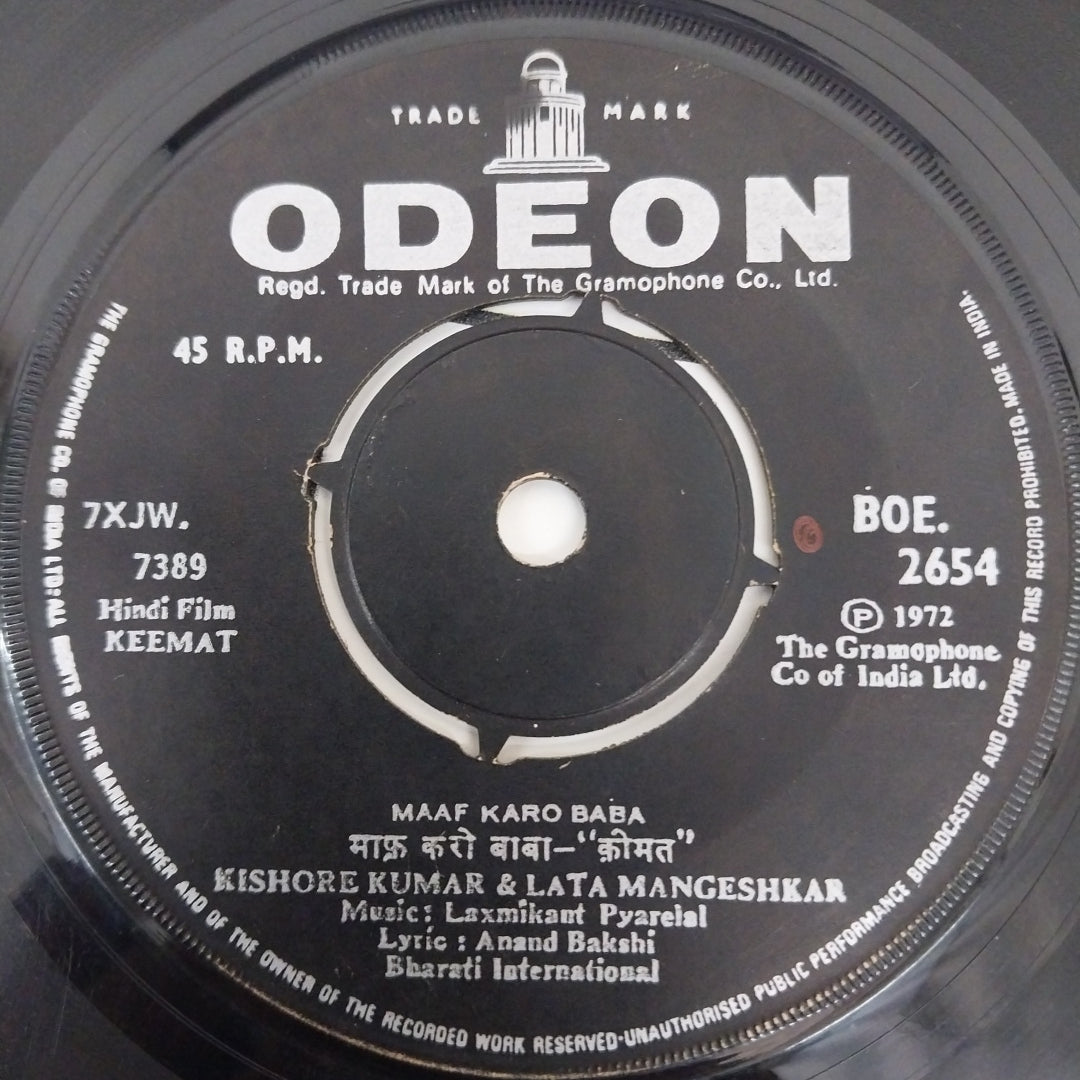 TRADE MARK
ODEON
Regd. Trade Mark of The Gramophone Co., Ltd.
45 R.P.M.
7XJW.
7389
Hindi Film
KEEMAT
BOE.
2654
Ⓟ 1972
The Gramophone
Co of India Ltd.
MAAF KARO BABA
माफ़ करो बाबा–“क़ीमत”
KISHORE KUMAR & LATA MANGESHKAR
Music: Laxmikant Pyarelal
Lyric : Anand Bakshi
Bharati International
THE GRAMOPHONE CO. OF INDIA LTD: ALL RIGHTS OF THE MANUFACTURER AND OF THE OWNER OF THE RECORDED WORK RESERVED-UNAUTHORISED PUBLIC PERFORMANCE BROADCASTING AND COPYING OF THIS RECORD PROHIBITED. MADE IN INDIA.